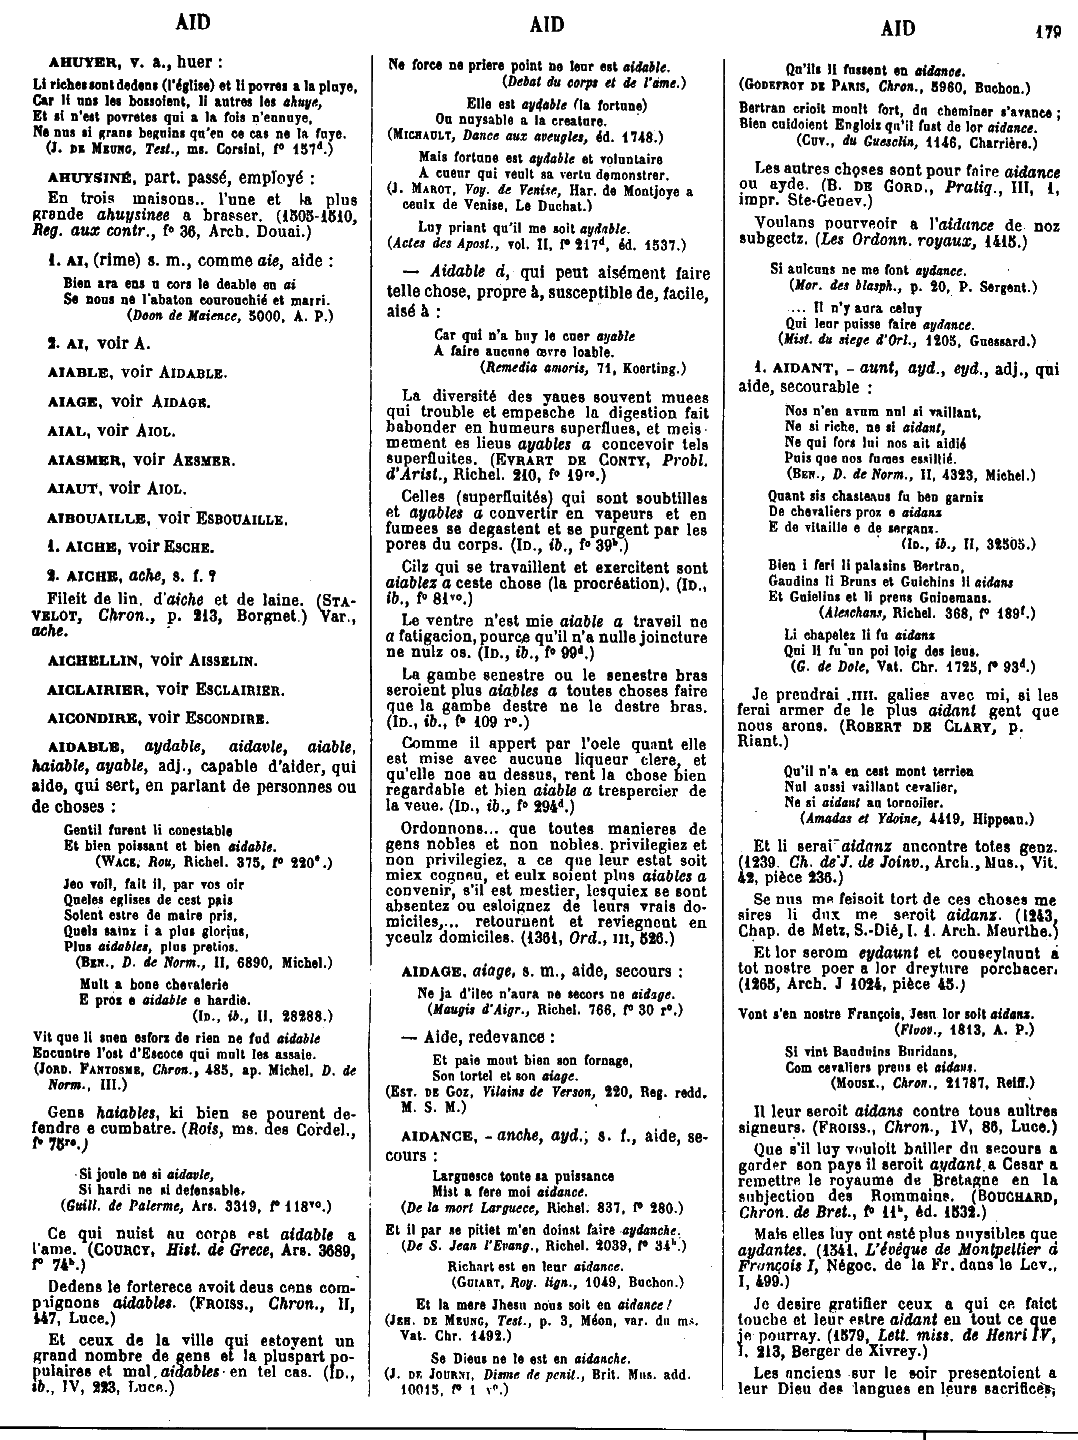 AID
AID
AID
179
AHUYER, v. a., huer :
Li riches sont dedens (l'église) et li povres a la pluye,
Car li uns les bossoient, li autres les ahuye,
Et si n'est povretes qui a la fois n'ennuye,
Ne nus si grans beguins qu'en ce cas ne la fuye.
(J. DE MEUNG, Test., ms. Corsini, f° 157d.)
AHUYSINÉ, part. passé, employé :
En trois maisons.. l'une et la plus
grande ahuysinee a brasser. (1505-1510,
Reg. aux contr., f° 36, Arch. Douai.)
1. AI, (rime) s. m., comme aie, aide :
Bien ara ens u cors le deable en ai
Se nous ne l'abaton courouchié et marri.
(Doon de Maience, 5000, A. P.)
2. AI, voir A.
AIABLE, voir AIDABLE.
AIAGE, voir AIDAGE.
AIAL, voir AIOL.
AIASMER, voir AESMER.
AIAUT, voir AIOL.
AIBOUAILLE, voir ESBOUAILLE.
1. AICHE, voir ESCHE.
2. AICHE, ache, s. f. ?
Fileit de lin, d'aiche et de laine. (STA-
VELOT, Chron., p. 213, Borgnet.) Var.,
ache.
AICHELLIN, voir AISSELIN.
AICLAIRIER, voir ESCLAIRIER.
AICONDIRE, voir ESCONDIRE.
AIDABLE, aydable, aidavle, aiable,
haiable, ayable, adj., capable d'aider, qui
aide, qui sert, en parlant de personnes ou
de choses :
Gentil furent li conestable
Et bien poissant et bien aidable.
(WACE, Rou, Richel. 375, f° 220e.)
Jeo voil, fait il, par vos oir
Queles eglises de cest païs
Solent estre de maire pris,
Quels sainz i a plus glorius,
Plus aidables, plus pretios.
(BEN., D. de Norm., II, 6890, Michel.)
Mult a bone chevalerie
E proz e aidable e hardie.
(ID., ib., II, 28288.)
Vit que li suen esforz de rien ne fud aidable
Encuntre l'ost d'Escoce qui mult les assaie.
(JORD. FANTOSME, Chron., 485, ap. Michel, D. de
Norm., III.)
Gens haiables, ki bien se pourent de-
fendre e cumbatre. (Rois, ms. des Cordel.,
f° 75ro.)
Si joule ne si aidavle,
Si hardi ne si defensable.
(Guill. de Palerme, Ars. 3319, f° 118vo.)
Ce qui nuist au corps est aidable a
l'ame. (COURCY, Hist. de Grece, Ars. 3689,
f° 74b.)
Dedens le forterece avoit deus cens com-
paignons aidables. (FROISS., Chron., II,
147, Luce.)
Et ceux de la ville qui estoyent un
grand nombre de gens et la pluspart po-
pulaires et mal aidables en tel cas. (ID.,
ib., IV, 223, Luce.)
Ne force ne priere point ne leur est aidable.
(Debat du corps et de l'ame.)
Elle est aydable (la fortune)
Ou nuysable a la creature.
(MICHAULT, Dance aux aveugles, éd. 1748.)
Mais fortune est aydable et voluntaire
A cueur qui veult sa vertu demonstrer.
(J. MAROT, Voy. de Venise, Har. de Montjoye a
ceulx de Venise, Le Duchat.)
Luy priant qu'il me soit aydable.
(Actes des Apost., vol. II, f° 217d, éd. 1537.)
— Aidable d, qui peut aisément faire
telle chose, propre à, susceptible de, facile,
aisé à :
Car qui n'a huy le cuer ayable
A faire aucune œvre loable.
(Remedia amoris, 71, Koerting.)
La diversité des yaues souvent muees
qui trouble et empesche la digestion fait
habonder en humeurs superflues, et meis-
mement es lieus ayables a concevoir tels
superfluites. (EVRART DE CONTY, Probl.
d'Arist., Richel. 210, f° 19ro.)
Celles (superfluités) qui sont soubtilles
et ayables a convertir en vapeurs et en
fumees se degastent et se purgent par les
pores du corps. (ID., ib., f° 39b.)
Cilz qui se travaillent et exercitent sont
aiablez a ceste chose (la procréation). (ID.,
ib., f° 81vo.)
Le ventre n'est mie aiable a traveil ne
a fatigacion, pource qu'il n'a nulle joincture
ne nulz os. (ID., ib., f° 99d.)
La gambe senestre ou le senestre bras
seroient plus aiables a toutes choses faire
que la gambe destre ne le destre bras.
(ID., ib., f° 109 r°.)
Comme il appert par l'oele quant elle
est mise avec aucune liqueur clere, et
qu'elle noe au dessus, rent la chose bien
regardable et bien aiable a trespercier de
la veue. (ID., ib., f° 294d.)
Ordonnons... que toutes manieres de
gens nobles et non nobles, privilegiez et
non privilegiez, a ce que leur estat soit
miex cogneu, et eulx soient plus aiables a
convenir, s'il est mestier, lesquiex se sont
absentez ou esloignez de leurs vrais do-
miciles,... retournent et reviegnent en
yceulz domiciles. (1361, Ord., III, 526.)
AIDAGE, aiage, s. m., aide, secours :
Ne ja d'ilec n'aura ne secors ne aidage.
(Maugis d'Aigr., Richel. 766, f° 30 r°.)
— Aide, redevance :
Et paie mout bien son fornage,
Son tortel et son aiage.
(EST. DE GOZ, Vilains de Verson, 220, Reg. redd.
M. S. M.)
AIDANCE, - anche, ayd., s. f., aide, se-
cours :
Larguesce toute sa puissance
Mist a fere moi aidance.
(De la mort Larguece, Richel. 837, f° 280.)
Et il par se pitiet m'en doinst faire aydanche.
(De S. Jean l'Evang., Richel. 2039, f° 34b.)
Richart est en leur aidance.
(GUIART, Roy. lign., 1049, Buchon.)
Et la mere Jhesu nous soit en aidance !
(JEH. DE MEUNG, Test., p. 3, Méon, var. du ms.
Vat. Chr. 1492.)
Se Dieus ne le est en aidanche.
(J. DE JOURNI, Disme de penit., Brit. Mus. add.
10015, f° 1 v°.)
Qu'ils li fussent en aidance.
(GODEFROY DE PARIS, Chron., 5960, Buchon.)
Bertran crioit moult fort, du cheminer s'avance ;
Bien cuidoient Engloiz qu'il fust de lor aidance.
(CUV., du Guesclin, 1146, Charrière.)
Les autres choses sont pour faire aidance
ou ayde. (B. DE GORD., Pratiq., III, 1,
impr. Ste-Genev.)
Voulans pourveoir a l'aidance de noz
subgectz. (Les Ordonn. royaux, 1415.)
Si aulcuns ne me font aydance.
(Mor. des blasph., p. 20, P. Sergent.)
.... Il n'y aura celuy
Qui leur puisse faire aydance.
(Mist. du siege d'Orl., 1205, Guessard.)
1. AIDANT, - aunt, ayd., eyd., adj., qui
aide, secourable :
Nos n'en avum nul si vaillant,
Ne si riche, ne si aidant,
Ne qui fors lui nos ait aidié
Puis que nos fumes essillié.
(BEN., D. de Norm., II, 4323, Michel.)
Quant sis chasteaus fu ben garniz
De chevaliers proz e aidanz
E de vitaille e de serganz.
(ID., ib., II, 32505.)
Bien i feri li palasins Bertran,
Gaudins li Bruns et Guichins li aidans
Et Guielins et li prens Guinemans.
(Aleschans, Richel. 368, f° 189f.)
Li chapelez li fu aidanz
Qui li fu un poi loig des ieus.
(G. de Dole, Vat. Chr. 1725, f° 93d.)
Je prendrai .IIII. galies avec mi, si les
ferai armer de le plus aidant gent que
nous arons. (ROBERT DE CLARY, p.
Riant.)
Qu'il n'a en cest mont terrien
Nul aussi vaillant cevalier,
Ne si aidant au tornoiler.
(Amadas et Ydoine, 4419, Hippeau.)
Et li serai aidanz ancontre totes genz.
(1239. Ch. de J. de Joinv., Arch., Mus., Vit.
42, pièce 236.)
Se nus me feisoit tort de ces choses me
sires li dux me seroit aidanz. (1243,
Chap. de Metz, S.-Dié, I. 1. Arch. Meurthe.)
Et lor serom eydaunt et conseylnunt a
tot nostre poer a lor dreyture porchacer.
(1265, Arch. J 1024, pièce 45.)
Vont s'en nostre François, Jesu lor soit aidanz.
(Floov., 1813, A. P.)
Si vint Bauduins Buridans,
Com cevaliers preus et aidans.
(MOUSK., Chron., 21787, Reiff.)
Il leur seroit aidans contre tous aultres
signeurs. (FROISS., Chron., IV, 86, Luce.)
Que s'il luy vouloit bailler du secours a
garder son pays il seroit aydant a Cesar a
remettre le royaume de Bretagne en la
subjection des Rommains. (BOUCHARD,
Chron. de Bret., f° 11b, éd. 1532.)
Mais elles luy ont esté plus nuysibles que
aydantes. (1541, L'évêque de Montpellier à
François I, Négoc. de la Fr. dans le Lev.,
I, 499.)
Je desire gratifier ceux a qui ce faict
touche et leur estre aidant en tout ce que
je pourray. (1579, Lett. miss. de Henri IV,
I. 213, Berger de Xivrey.)
Les anciens sur le soir presentoient a
leur Dieu des langues en leurs sacrifices,